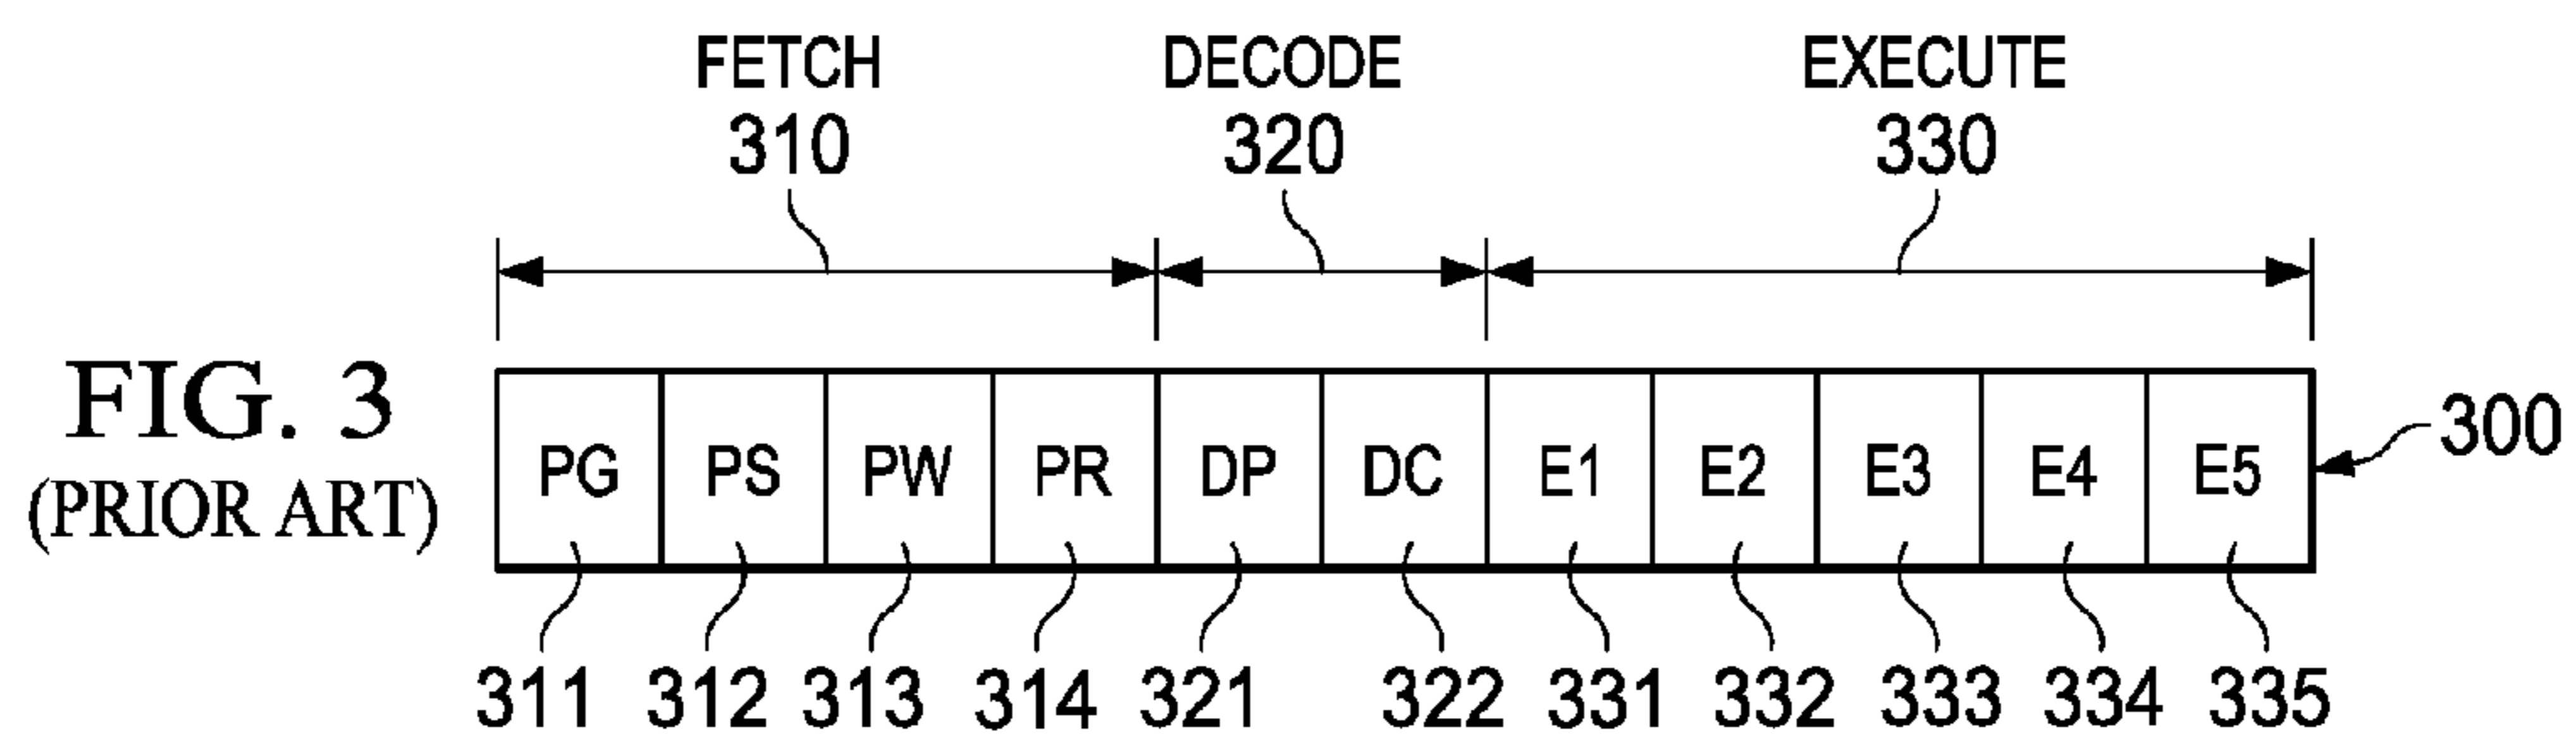 FETCH DECODE EXECUTE
310 320 330
FIG. 3
(PRIOR ART)
PG PS PW PR DP DC E1 E2 E3 E4 E5
300
311 312 313 314 321 322 331 332 333 334 335